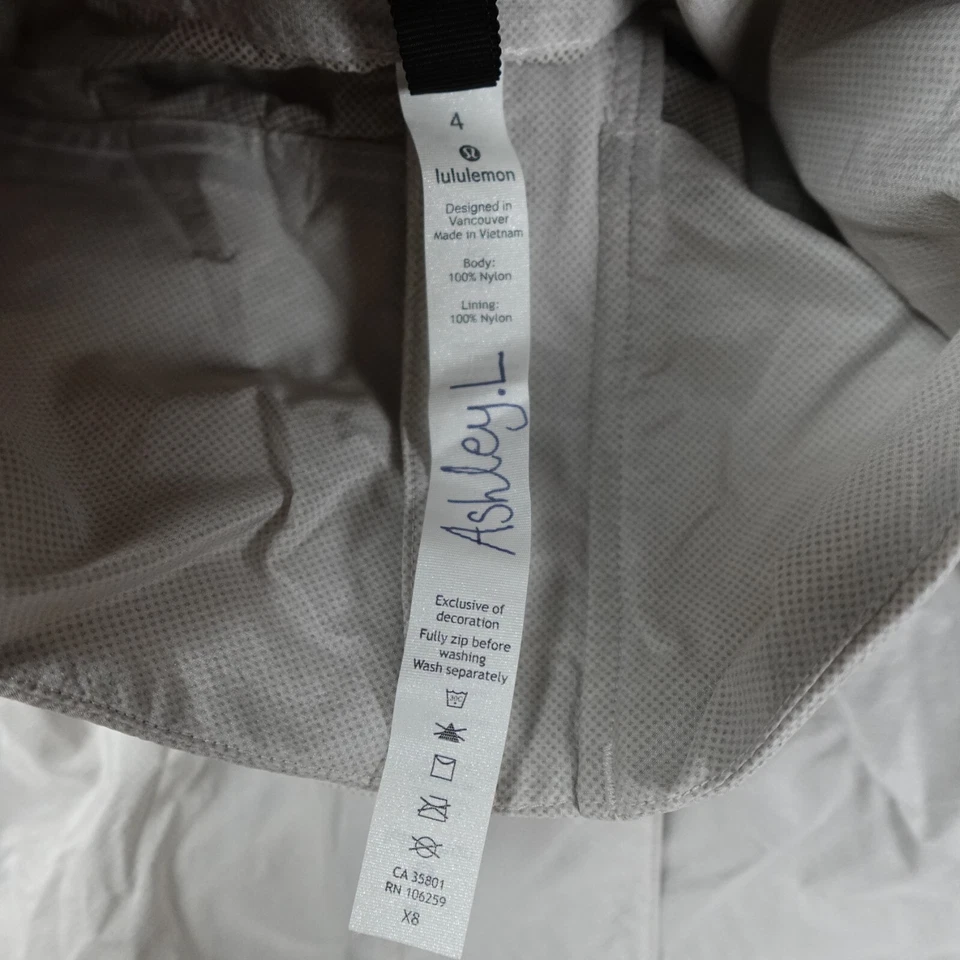 4
lululemon
Designed in
Vancouver
Made in Vietnam
Body:
100% Nylon
Lining:
100% Nylon
Ashley.L
Exclusive of
decoration
Fully zip before
washing
Wash separately
30C
CA 35801
RN 106259
X8